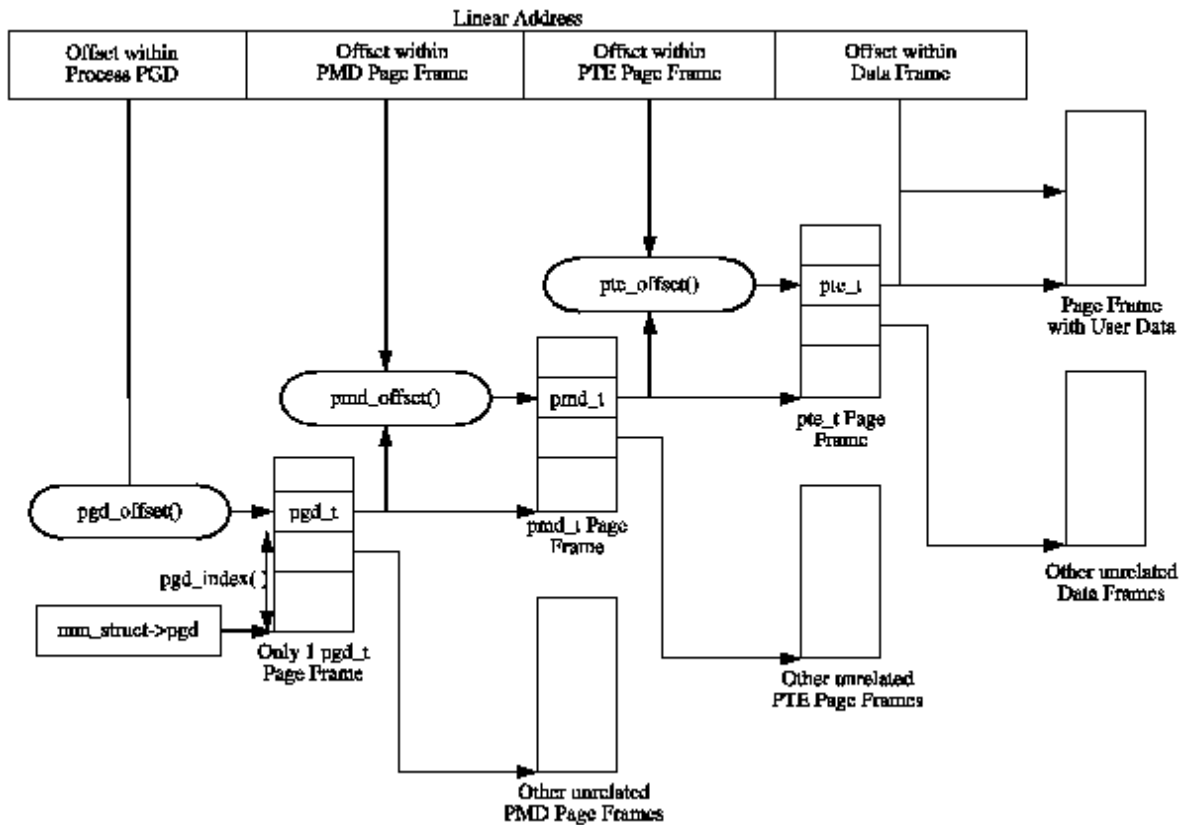 Linear Address
Offset within
Process PGD
Offset within
PMD Page Frame
Offset within
PTE Page Frame
Offset within
Data Frame
pte_offset()
pte_t
Page Frame
with User Data
pmd_offset()
pmd_t
pte_t Page
Frame
pgd_offset()
pgd_t
pmd_t Page
Frame
pgd_index( )
Other unrelated
Data Frames
mm_struct->pgd
Only 1 pgd_t
Page Frame
Other unrelated
PTE Page Frames
Other unrelated
PMD Page Frames